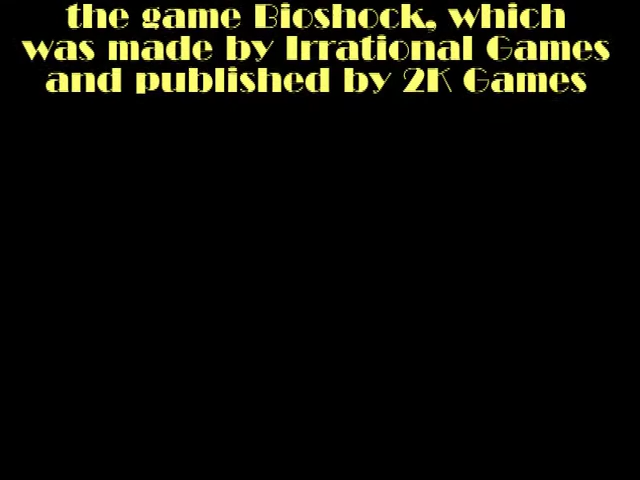 the game Bioshock, which
was made by Irrational Games
and published by 2K Games